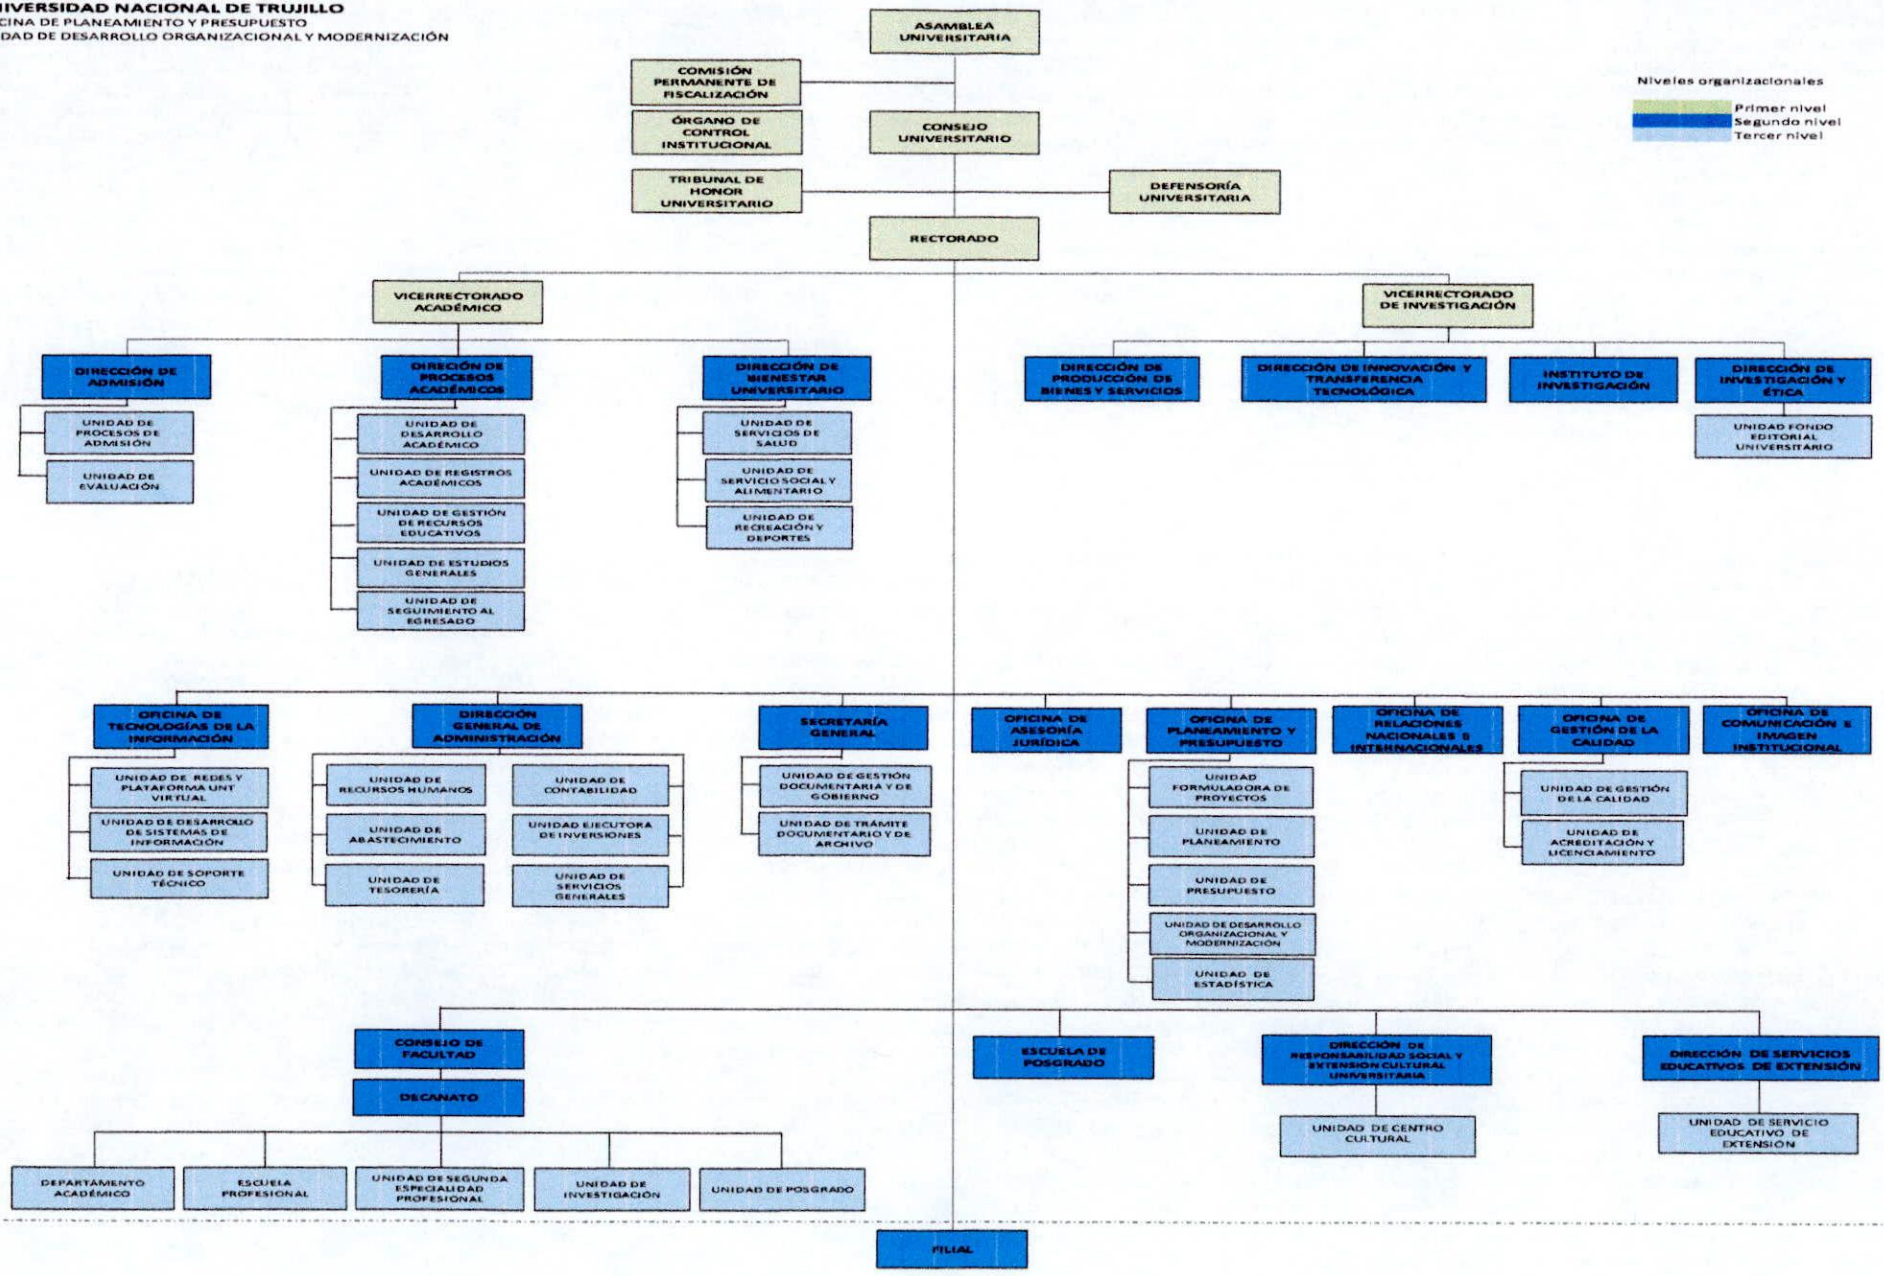 UNIVERSIDAD NACIONAL DE TRUJILLO
OFICINA DE PLANEAMIENTO Y PRESUPUESTO
UNIDAD DE DESARROLLO ORGANIZACIONAL Y MODERNIZACIÓN
ASAMBLEA
UNIVERSITARIA
COMISIÓN
PERMANENTE DE
FISCALIZACIÓN
Niveles organizacionales
Primer nivel
Segundo nivel
Tercer nivel
ÓRGANO DE
CONTROL
INSTITUCIONAL
CONSEJO
UNIVERSITARIO
TRIBUNAL DE
HONOR
UNIVERSITARIO
DEFENSORÍA
UNIVERSITARIA
RECTORADO
VICERRECTORADO
ACADÉMICO
VICERRECTORADO
DE INVESTIGACIÓN
DIRECCIÓN DE
ADMISIÓN
DIRECIÓN DE
PROCESOS
ACADÉMICOS
DIRECCIÓN DE
BIENESTAR
UNIVERSITARIO
DIRECCIÓN DE
PRODUCCIÓN DE
BIENES Y SERVICIOS
DIRECCIÓN DE INNOVACIÓN Y
TRANSFERENCIA
TECNOLÓGICA
INSTITUTO DE
INVESTIGACIÓN
DIRECCIÓN DE
INVESTIGACIÓN Y
ÉTICA
UNIDAD DE
PROCESOS DE
ADMISIÓN
UNIDAD DE
EVALUACIÓN
UNIDAD DE
DESARROLLO
ACADÉMICO
UNIDAD DE REGISTROS
ACADÉMICOS
UNIDAD DE GESTIÓN
DE RECURSOS
EDUCATIVOS
UNIDAD DE ESTUDIOS
GENERALES
UNIDAD DE
SEGUIMIENTO AL
EGRESADO
UNIDAD DE
SERVICIOS DE
SALUD
UNIDAD DE
SERVICIO SOCIAL Y
ALIMENTARIO
UNIDAD DE
RECREACIÓN Y
DEPORTES
UNIDAD FONDO
EDITORIAL
UNIVERSITARIO
OFICINA DE
TECNOLOGÍAS DE LA
INFORMACIÓN
DIRECCIÓN
GENERAL DE
ADMINISTRACIÓN
SECRETARÍA
GENERAL
OFICINA DE
ASESORÍA
JURÍDICA
OFICINA DE
PLANEAMIENTO Y
PRESUPUESTO
OFICINA DE
RELACIONES
NACIONALES E
INTERNACIONALES
OFICINA DE
GESTIÓN DE LA
CALIDAD
OFICINA DE
COMUNICACIÓN E
IMAGEN
INSTITUCIONAL
UNIDAD DE REDES Y
PLATAFORMA UNT
VIRTUAL
UNIDAD DE DESARROLLO
DE SISTEMAS DE
INFORMACIÓN
UNIDAD DE SOPORTE
TÉCNICO
UNIDAD DE
RECURSOS HUMANOS
UNIDAD DE
ABASTECIMIENTO
UNIDAD DE
TESORERÍA
UNIDAD DE
CONTABILIDAD
UNIDAD EJECUTORA
DE INVERSIONES
UNIDAD DE
SERVICIOS
GENERALES
UNIDAD DE GESTIÓN
DOCUMENTARIA Y DE
GOBIERNO
UNIDAD DE TRÁMITE
DOCUMENTARIO Y DE
ARCHIVO
UNIDAD
FORMULADORA DE
PROYECTOS
UNIDAD DE
PLANEAMIENTO
UNIDAD DE
PRESUPUESTO
UNIDAD DE DESARROLLO
ORGANIZACIONAL Y
MODERNIZACIÓN
UNIDAD DE
ESTADÍSTICA
UNIDAD DE GESTIÓN
DE LA CALIDAD
UNIDAD DE
ACREDITACIÓN Y
LICENCIAMIENTO
CONSEJO DE
FACULTAD
DECANATO
ESCUELA DE
POSGRADO
DIRECCIÓN DE
RESPONSABILIDAD SOCIAL Y
EXTENSIÓN CULTURAL
UNIVERSITARIA
DIRECCIÓN DE SERVICIOS
EDUCATIVOS DE EXTENSIÓN
UNIDAD DE CENTRO
CULTURAL
UNIDAD DE SERVICIO
EDUCATIVO DE
EXTENSIÓN
DEPARTAMENTO
ACADÉMICO
ESCUELA
PROFESIONAL
UNIDAD DE SEGUNDA
ESPECIALIDAD
PROFESIONAL
UNIDAD DE
INVESTIGACIÓN
UNIDAD DE POSGRADO
FILIAL